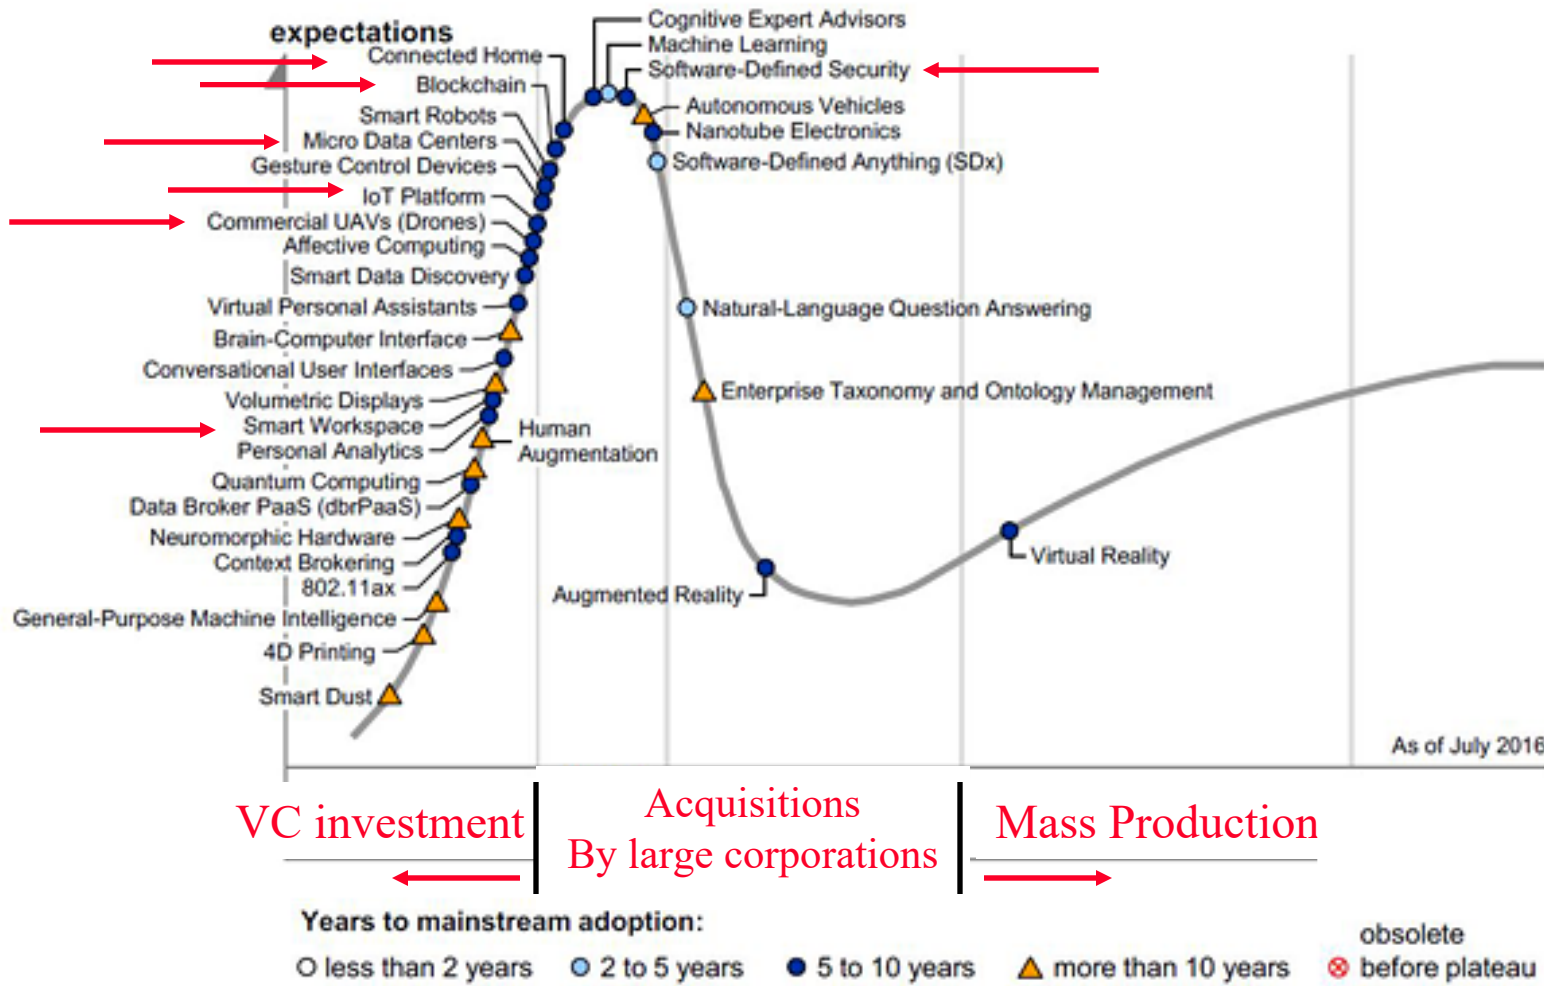 expectations
Connected Home
Blockchain
Smart Robots
Micro Data Centers
Gesture Control Devices
IoT Platform
Commercial UAVs (Drones)
Affective Computing
Smart Data Discovery
Virtual Personal Assistants
Brain-Computer Interface
Conversational User Interfaces
Volumetric Displays
Smart Workspace
Personal Analytics
Quantum Computing
Data Broker PaaS (dbrPaaS)
Neuromorphic Hardware
Context Brokering
802.11ax
General-Purpose Machine Intelligence
4D Printing
Smart Dust
Human
Augmentation
Cognitive Expert Advisors
Machine Learning
Software-Defined Security
Autonomous Vehicles
Nanotube Electronics
Software-Defined Anything (SDx)
Natural-Language Question Answering
Enterprise Taxonomy and Ontology Management
Augmented Reality
Virtual Reality
As of July 2016
VC investment
Acquisitions
By large corporations
Mass Production
Years to mainstream adoption:
less than 2 years
2 to 5 years
5 to 10 years
more than 10 years
obsolete
before plateau